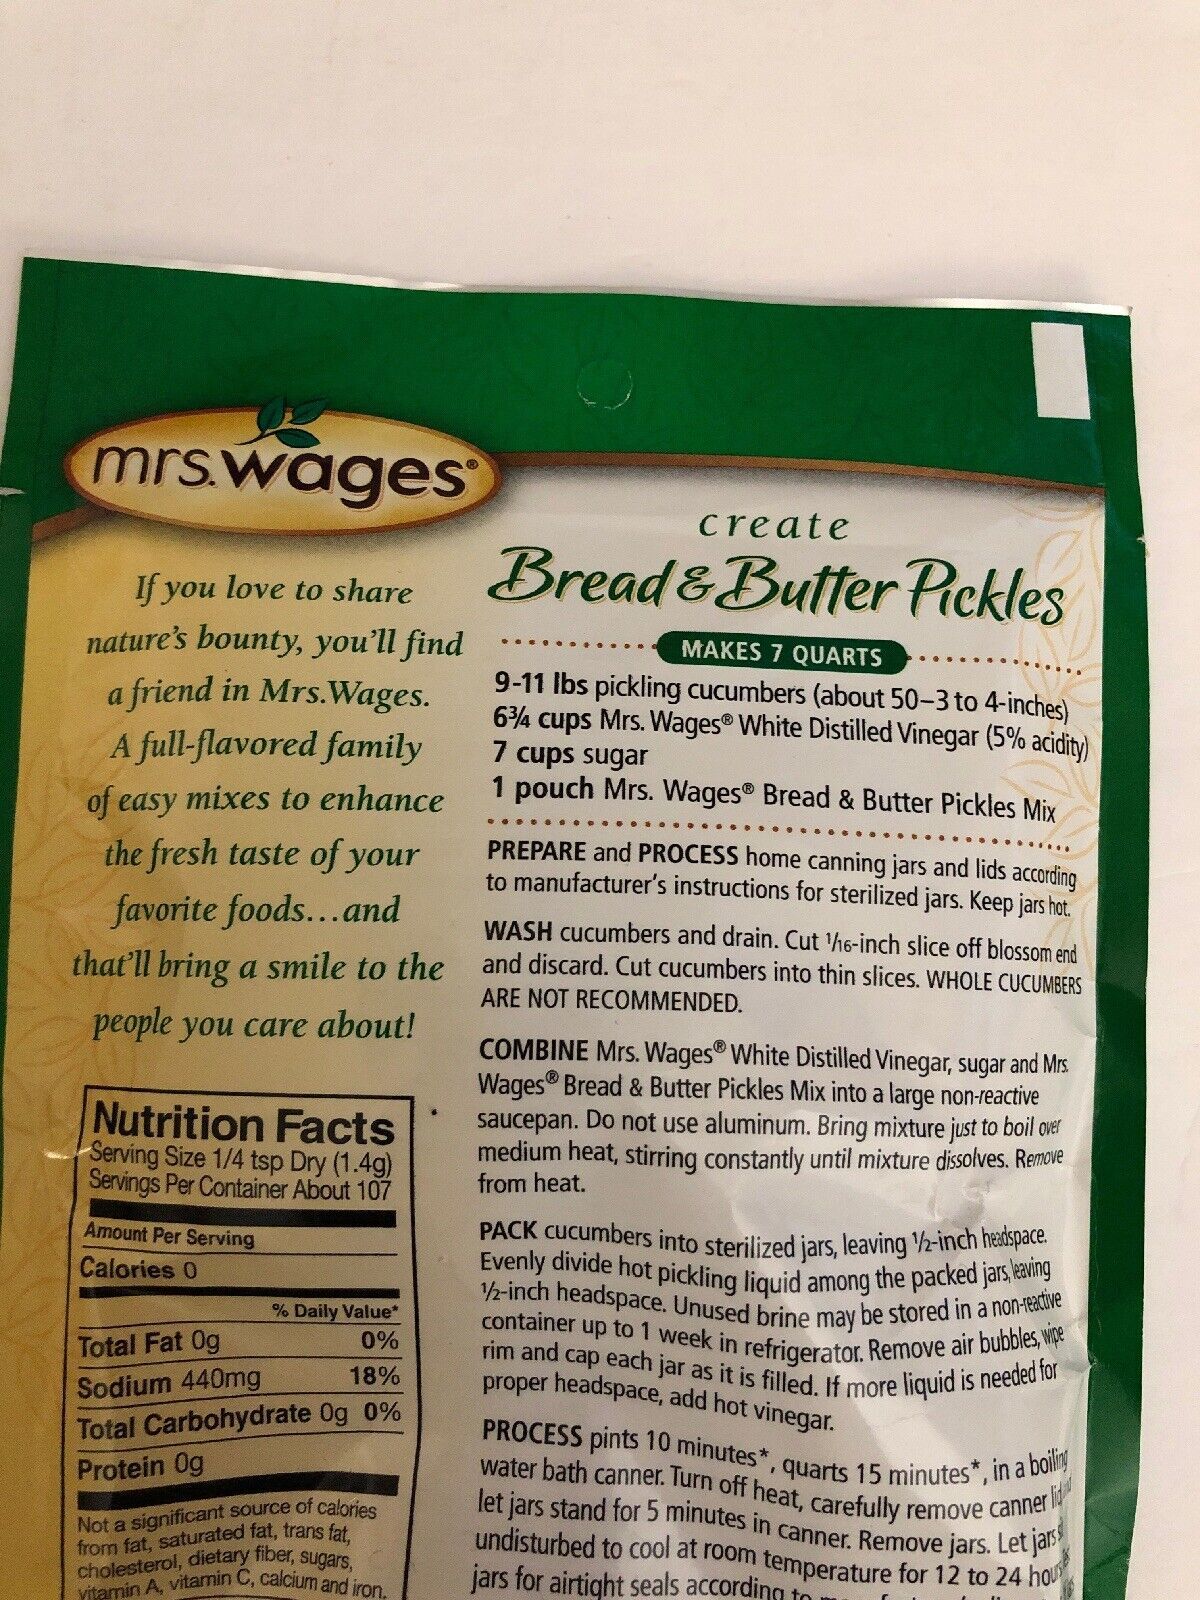 mrs.wages®
If you love to share
nature's bounty, you'll find
a friend in Mrs.Wages.
A full-flavored family
of easy mixes to enhance
the fresh taste of your
favorite foods...and
that'll bring a smile to the
people you care about!
Nutrition Facts
Serving Size 1/4 tsp Dry (1.4g)
Servings Per Container About 107
Amount Per Serving
Calories 0
% Daily Value*
Total Fat 0g 0%
Sodium 440mg 18%
Total Carbohydrate 0g 0%
Protein 0g
Not a significant source of calories
from fat, saturated fat, trans fat,
cholesterol, dietary fiber, sugars,
vitamin A, vitamin C, calcium and iron.
create
Bread & Butter Pickles
MAKES 7 QUARTS
9-11 lbs pickling cucumbers (about 50–3 to 4-inches)
6¾ cups Mrs. Wages® White Distilled Vinegar (5% acidity)
7 cups sugar
1 pouch Mrs. Wages® Bread & Butter Pickles Mix
PREPARE and PROCESS home canning jars and lids according
to manufacturer's instructions for sterilized jars. Keep jars hot.
WASH cucumbers and drain. Cut 1/16-inch slice off blossom end
and discard. Cut cucumbers into thin slices. WHOLE CUCUMBERS
ARE NOT RECOMMENDED.
COMBINE Mrs. Wages® White Distilled Vinegar, sugar and Mrs.
Wages® Bread & Butter Pickles Mix into a large non-reactive
saucepan. Do not use aluminum. Bring mixture just to boil over
medium heat, stirring constantly until mixture dissolves. Remove
from heat.
PACK cucumbers into sterilized jars, leaving ½-inch headspace.
Evenly divide hot pickling liquid among the packed jars, leaving
½-inch headspace. Unused brine may be stored in a non-reactive
container up to 1 week in refrigerator. Remove air bubbles, wipe
rim and cap each jar as it is filled. If more liquid is needed for
proper headspace, add hot vinegar.
PROCESS pints 10 minutes*, quarts 15 minutes*, in a boiling
water bath canner. Turn off heat, carefully remove canner lid
let jars stand for 5 minutes in canner. Remove jars. Let jars
undisturbed to cool at room temperature for 12 to 24 hours
jars for airtight seals according to